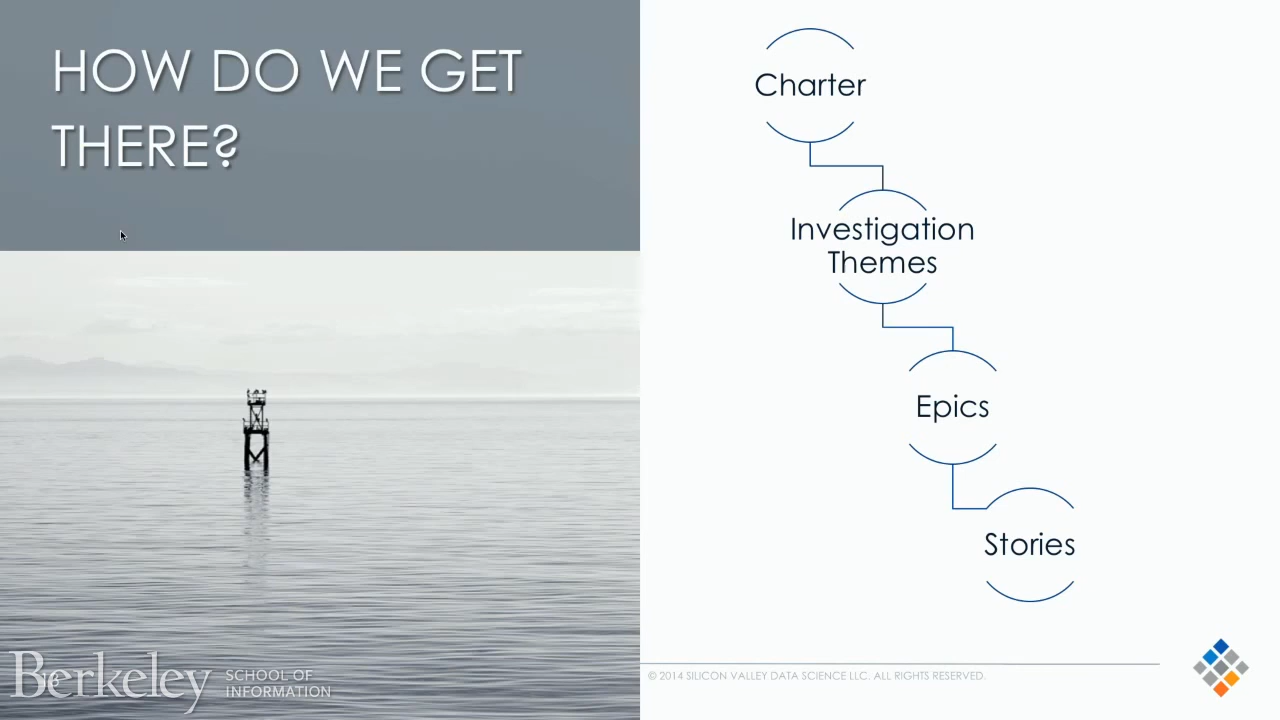 HOW DO WE GET
THERE?
Charter
Investigation
Themes
Epics
Stories
Berkeley
SCHOOL OF
INFORMATION
© 2014 SILICON VALLEY DATA SCIENCE LLC. ALL RIGHTS RESERVED.